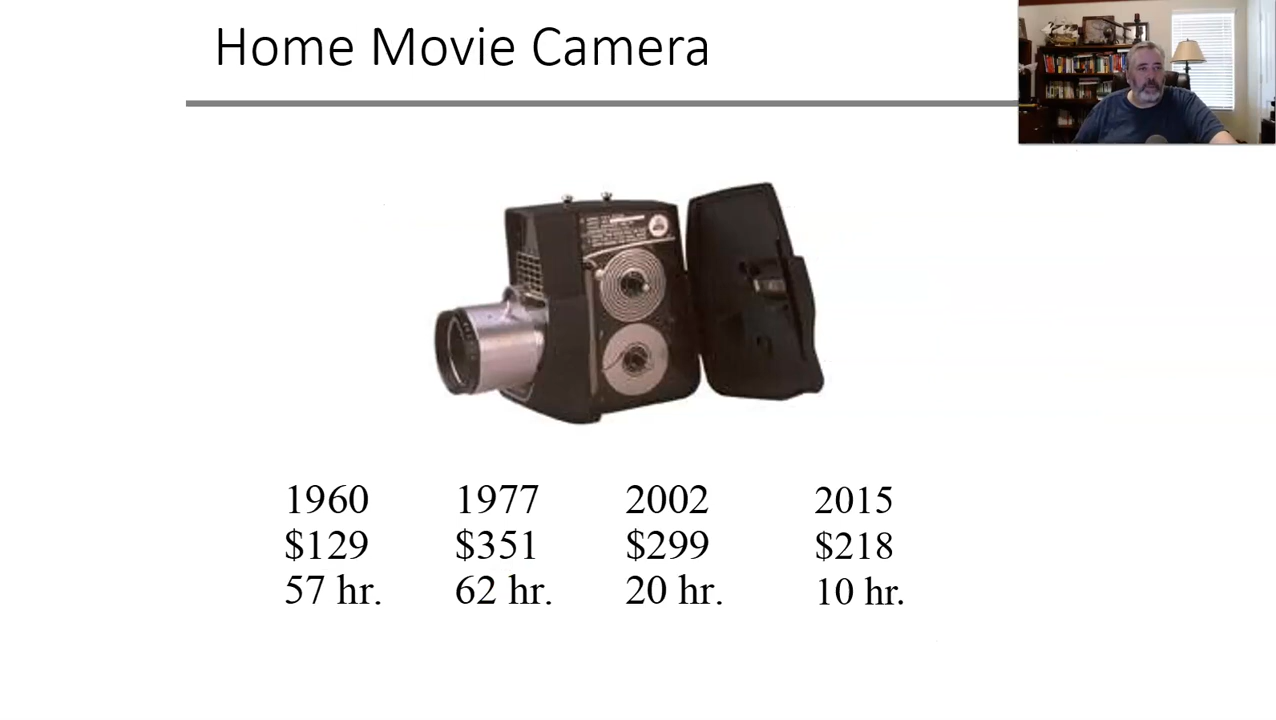 Home Movie Camera
1960 1977 2002 2015
$129 $351 $299 $218
57 hr. 62 hr. 20 hr. 10 hr.